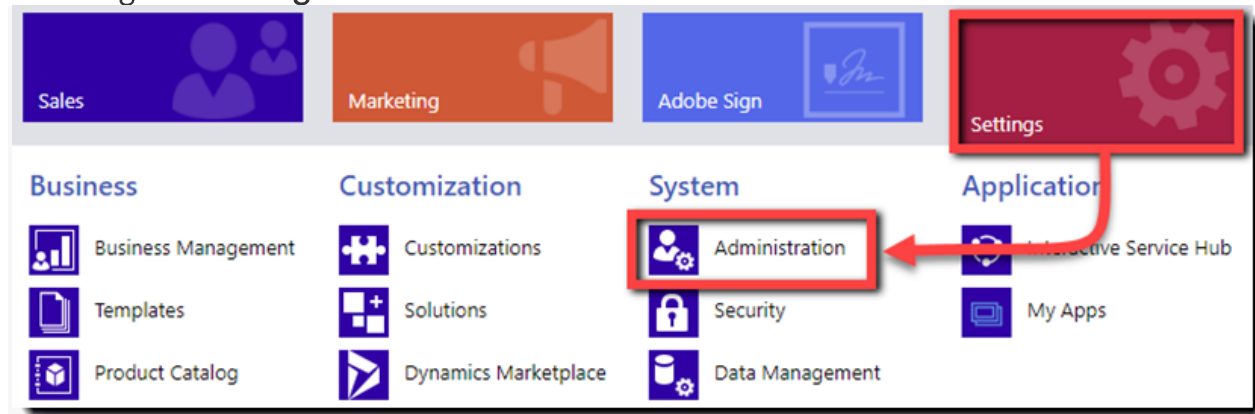 Sales
Marketing
Adobe Sign
Settings
Business
Customization
System
Application
Business Management
Customizations
Administration
Service Hub
Templates
Solutions
Security
My Apps
Product Catalog
Dynamics Marketplace
Data Management